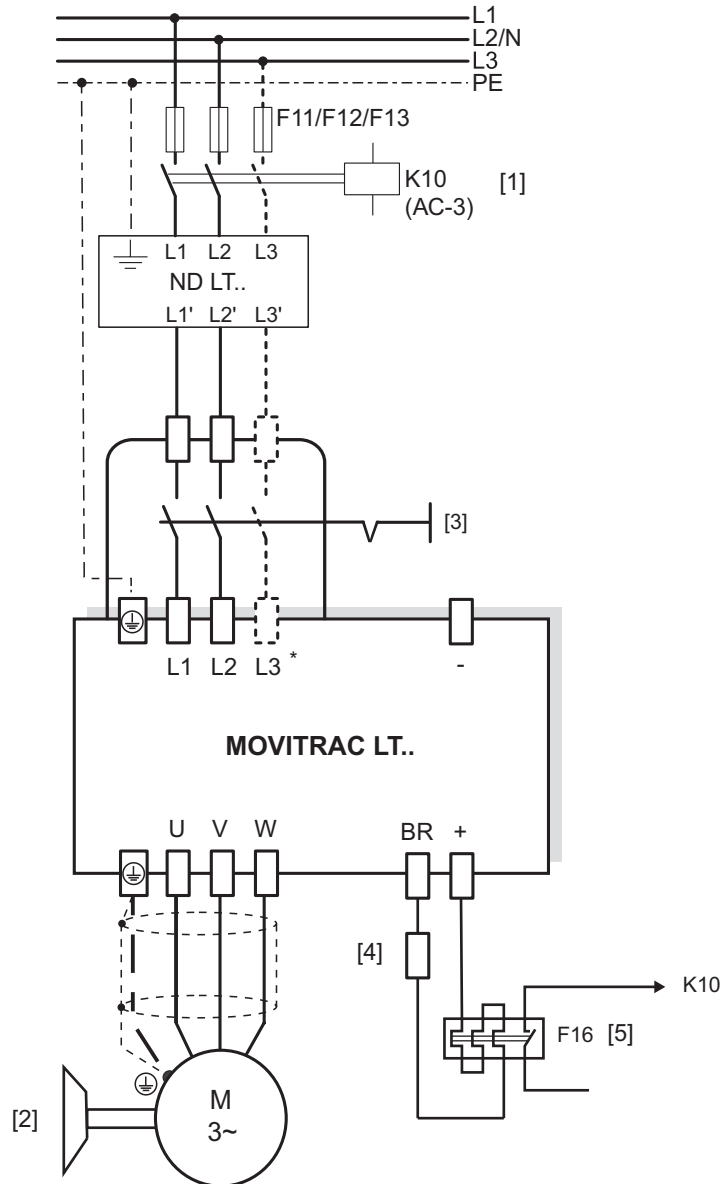 L1
L2/N
L3
PE
F11/F12/F13
K10 [1]
(AC-3)
L1 L2 L3
ND LT..
L1' L2' L3'
[3]
L1 L2 L3 * -
MOVITRAC LT..
U V W BR +
[4]
K10
F16 [5]
[2]
M
3~